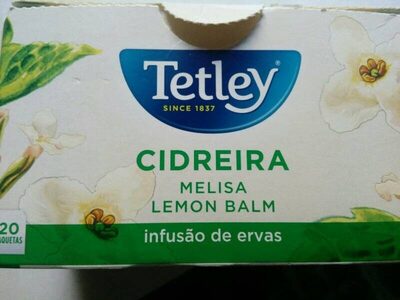 Tetley®
SINCE 1837
CIDREIRA
MELISA
LEMON BALM
20
infusão de ervas